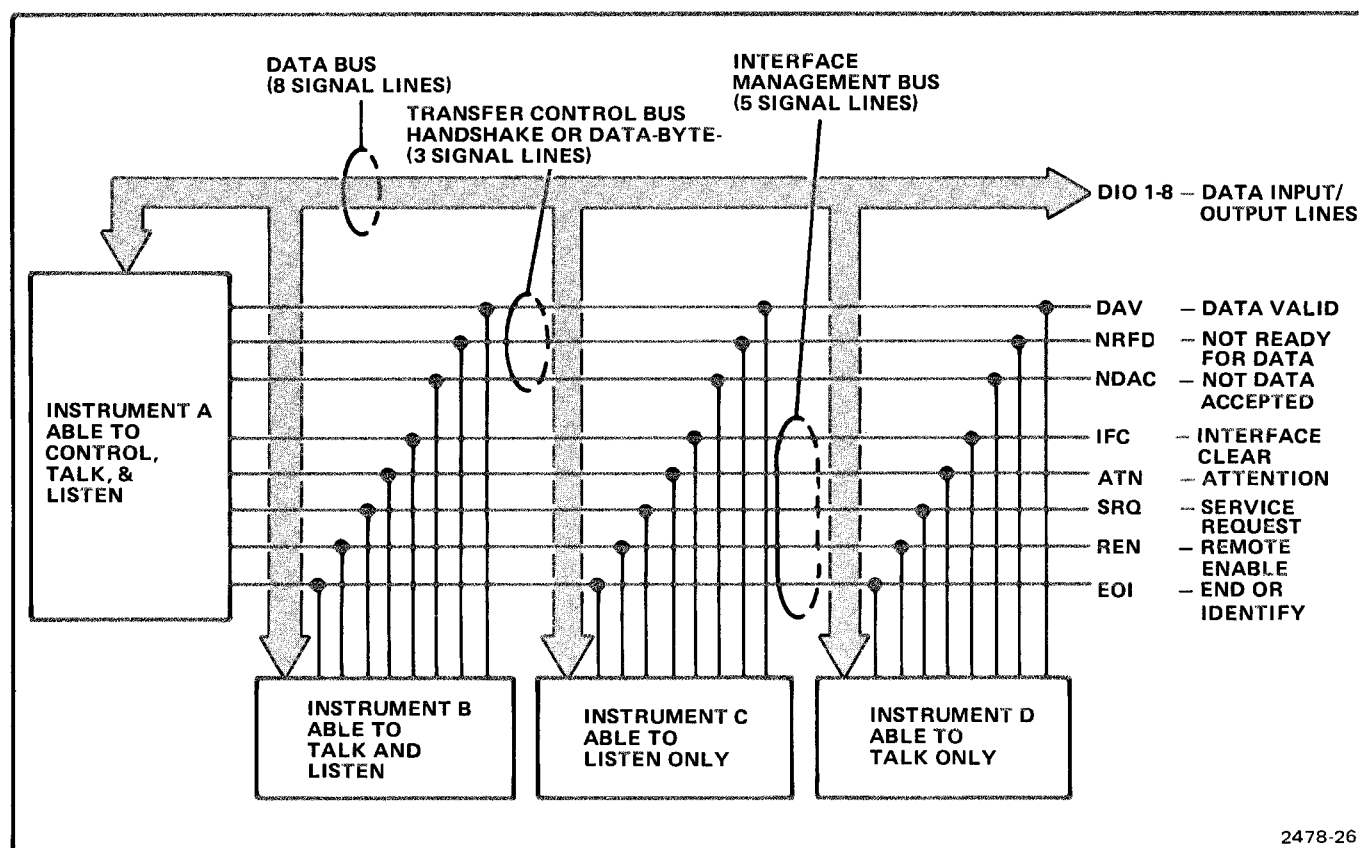 DATA BUS
(8 SIGNAL LINES)
TRANSFER CONTROL BUS
HANDSHAKE OR DATA-BYTE-
(3 SIGNAL LINES)
INTERFACE
MANAGEMENT BUS
(5 SIGNAL LINES)
DIO 1-8 – DATA INPUT/
OUTPUT LINES
DAV – DATA VALID
NRFD – NOT READY
FOR DATA
NDAC – NOT DATA
ACCEPTED
IFC – INTERFACE
CLEAR
ATN – ATTENTION
SRQ – SERVICE
REQUEST
REN – REMOTE
ENABLE
EOI – END OR
IDENTIFY
INSTRUMENT A
ABLE TO
CONTROL,
TALK, &
LISTEN
INSTRUMENT B
ABLE TO
TALK AND
LISTEN
INSTRUMENT C
ABLE TO
LISTEN ONLY
INSTRUMENT D
ABLE TO
TALK ONLY
2478-26